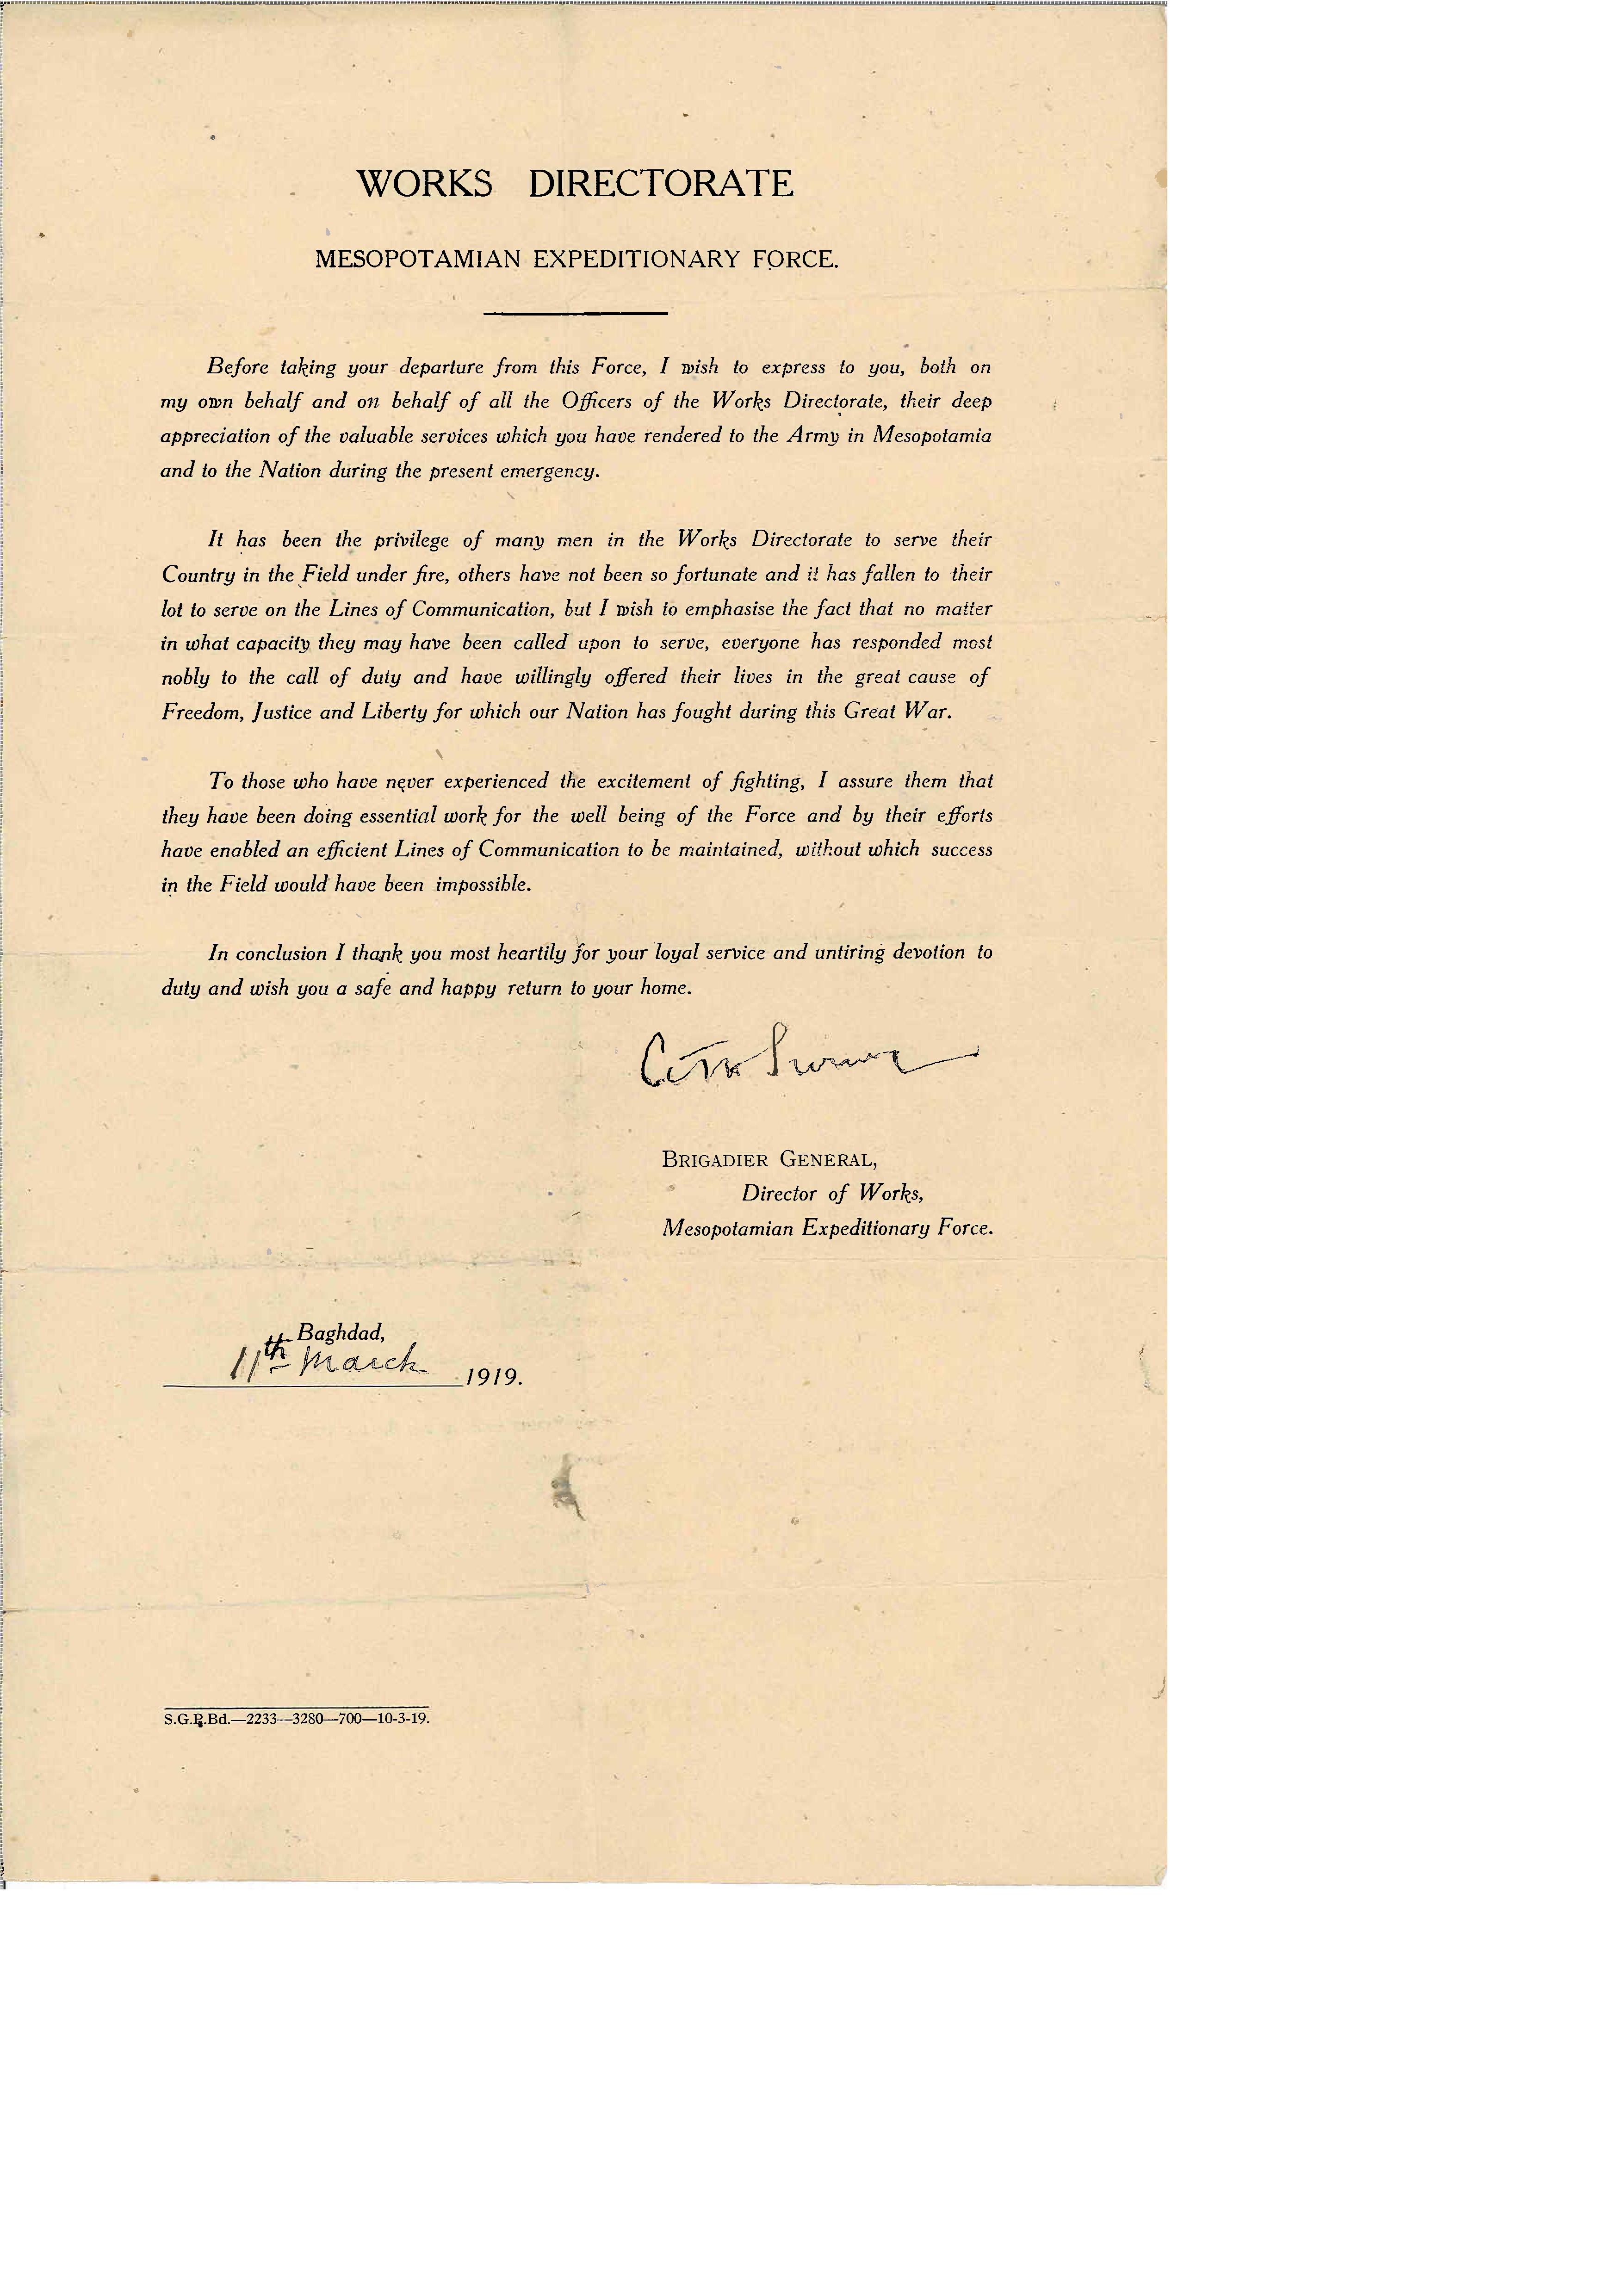 WORKS DIRECTORATE
MESOPOTAMIAN EXPEDITIONARY FORCE.
Before taking your departure from this Force, I wish to express to you, both on
my own behalf and on behalf of all the Officers of the Works Directorate, their deep
appreciation of the valuable services which you have rendered to the Army in Mesopotamia
and to the Nation during the present emergency.
It has been the privilege of many men in the Works Directorate to serve their
Country in the Field under fire, others have not been so fortunate and it has fallen to their
lot to serve on the Lines of Communication, but I wish to emphasise the fact that no matter
in what capacity they may have been called upon to serve, everyone has responded most
nobly to the call of duty and have willingly offered their lives in the great cause of
Freedom, Justice and Liberty for which our Nation has fought during this Great War.
To those who have never experienced the excitement of fighting, I assure them that
they have been doing essential work for the well being of the Force and by their efforts
have enabled an efficient Lines of Communication to be maintained, without which success
in the Field would have been impossible.
In conclusion I thank you most heartily for your loyal service and untiring devotion to
duty and wish you a safe and happy return to your home.
BRIGADIER GENERAL,
Director of Works,
Mesopotamian Expeditionary Force.
Baghdad,
11th March 1919.
S.G.P.Bd.—2233—3280—700—10-3-19.